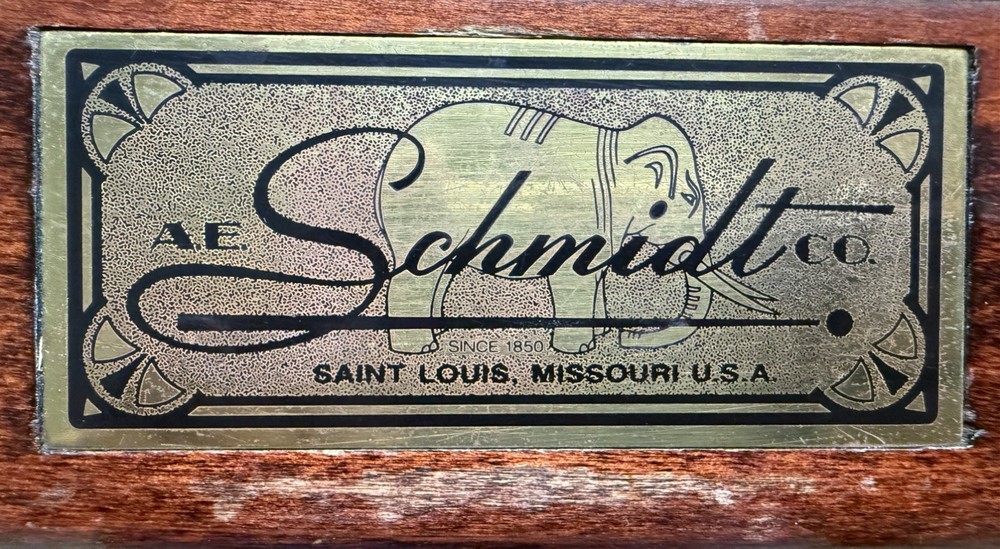 A.E. Schmidt CO.
SINCE 1850
SAINT LOUIS, MISSOURI U.S.A.